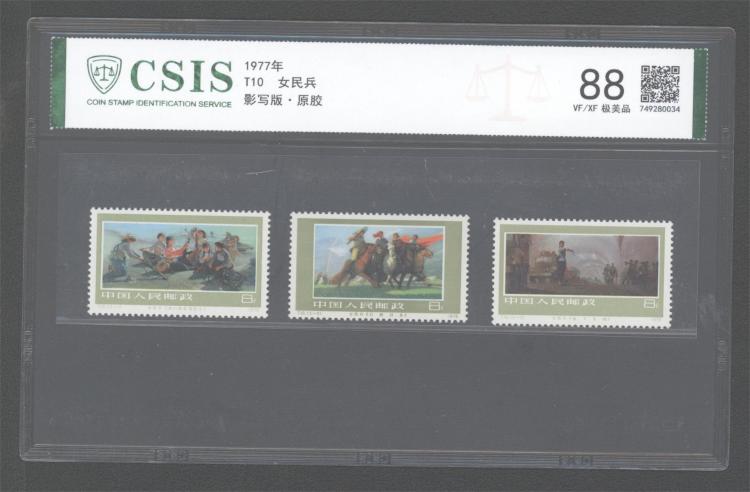 CSIS
COIN STAMP IDENTIFICATION SERVICE
1977年
T10 女民兵
影写版·原胶
88
VF/XF 极美品
749280034
中国人民邮政 8分
中国人民邮政 8分
中国人民邮政 8分